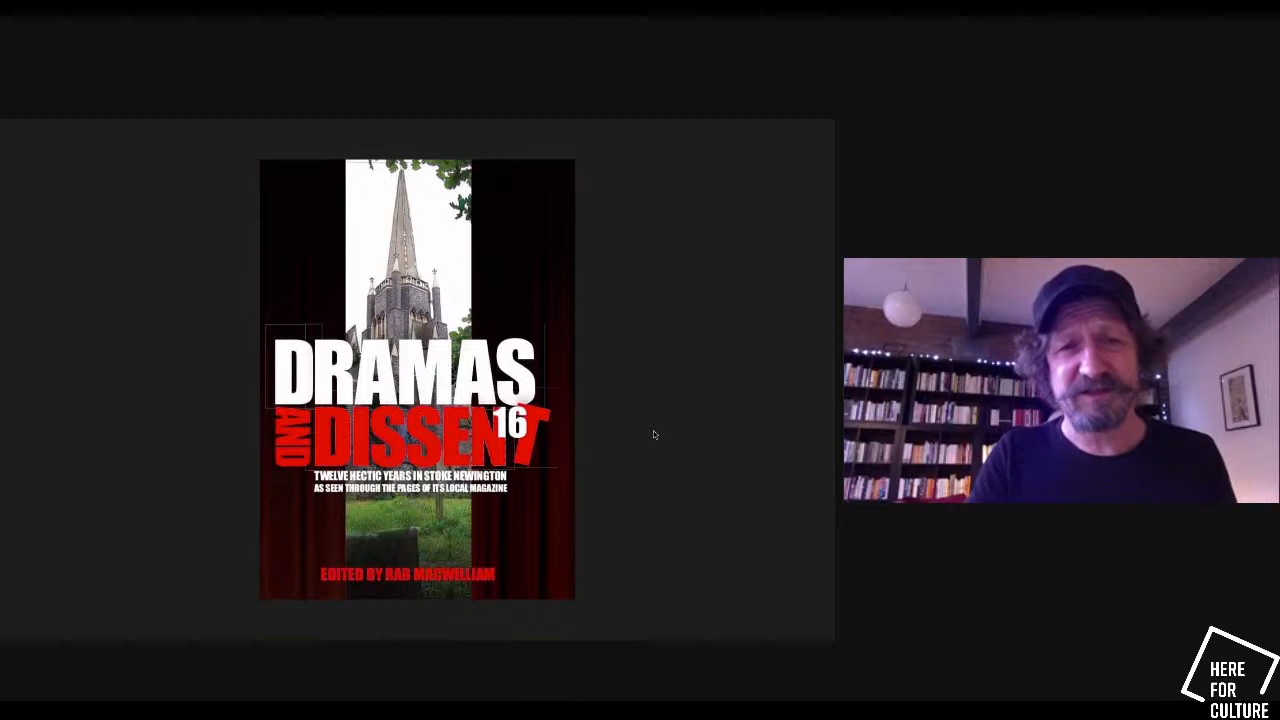 DRAMAS
AND
DISSENT
16
TWELVE HECTIC YEARS IN STOKE NEWINGTON
AS SEEN THROUGH THE PAGES OF ITS LOCAL MAGAZINE
EDITED BY RAB MACWILLIAM
HERE
FOR
CULTURE